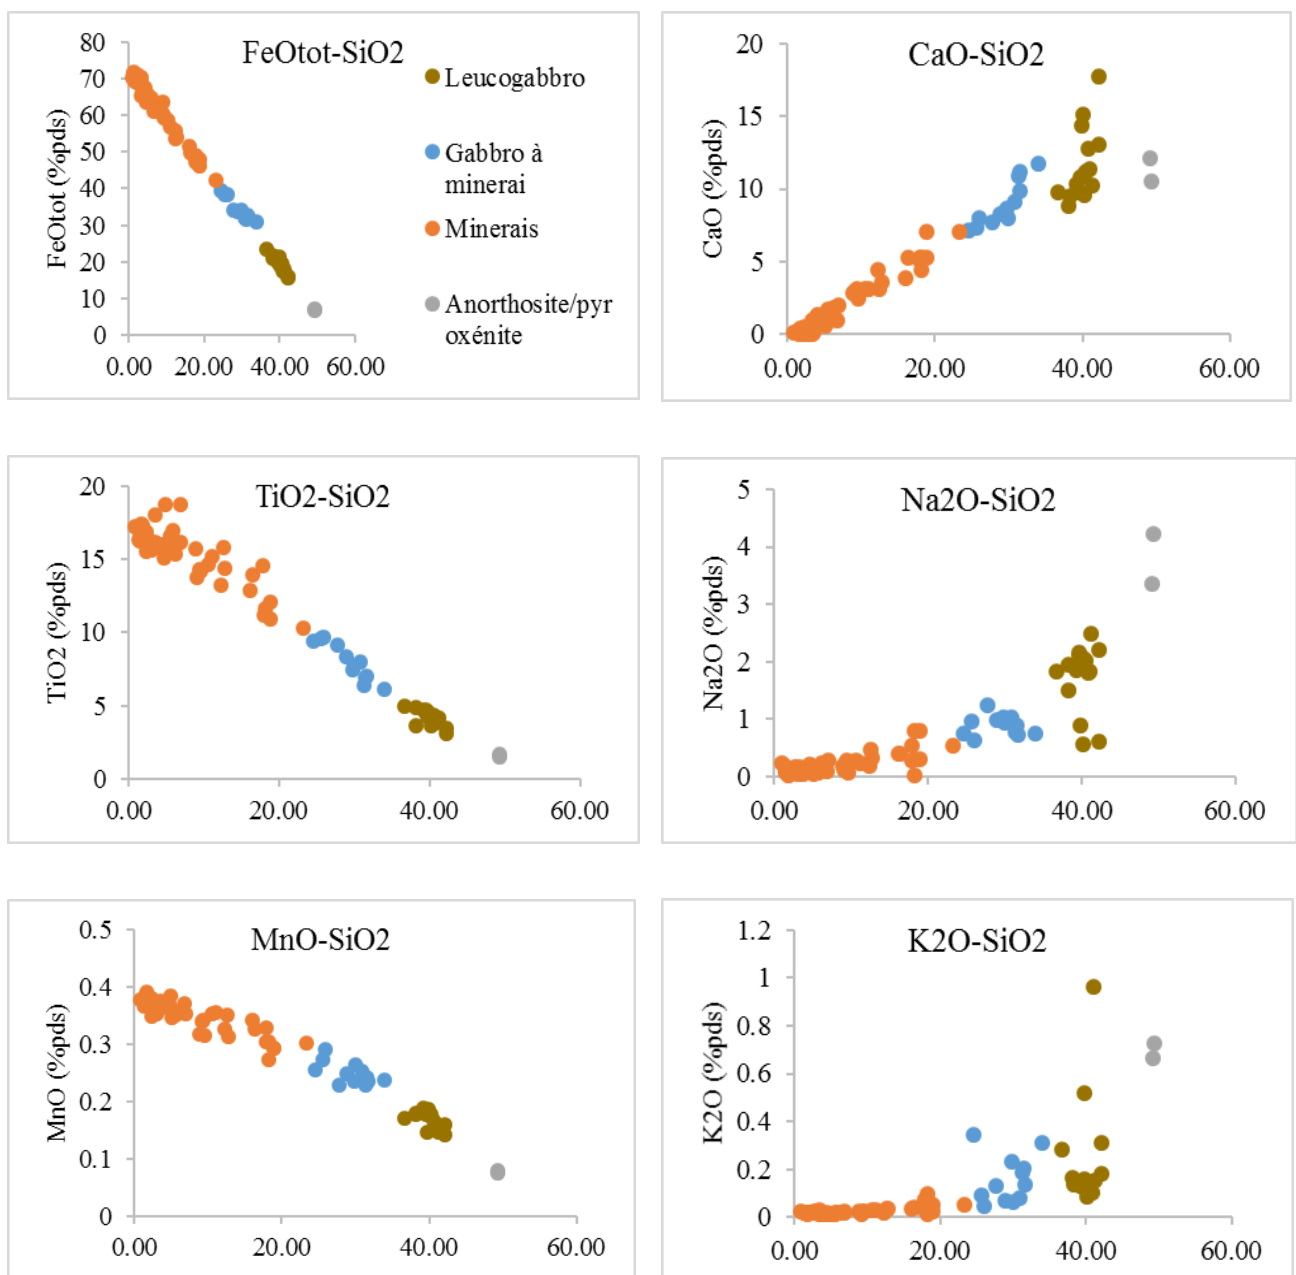 FeOtot-SiO2
FeOtot (%pds)
80
70
60
50
40
30
20
10
0
0.00 20.00 40.00 60.00
Leucogabbro
Gabbro à
minerai
Minerais
Anorthosite/pyr
oxénite
CaO-SiO2
CaO (%pds)
20
15
10
5
0
0.00 20.00 40.00 60.00
TiO2-SiO2
TiO2 (%pds)
20
15
10
5
0
0.00 20.00 40.00 60.00
Na2O-SiO2
Na2O (%pds)
5
4
3
2
1
0
0.00 20.00 40.00 60.00
MnO-SiO2
MnO (%pds)
0.5
0.4
0.3
0.2
0.1
0
0.00 20.00 40.00 60.00
K2O-SiO2
K2O (%pds)
1.2
1
0.8
0.6
0.4
0.2
0
0.00 20.00 40.00 60.00